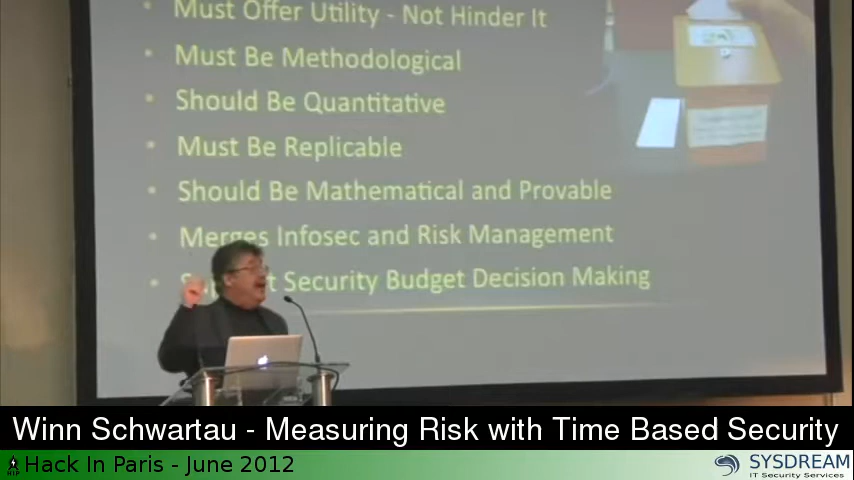 Must Offer Utility - Not Hinder It
Must Be Methodological
Should Be Quantitative
Must Be Replicable
Should Be Mathematical and Provable
Merges Infosec and Risk Management
Security Budget Decision Making
Winn Schwartau - Measuring Risk with Time Based Security
Hack In Paris - June 2012
SYSDREAM
IT Security Services